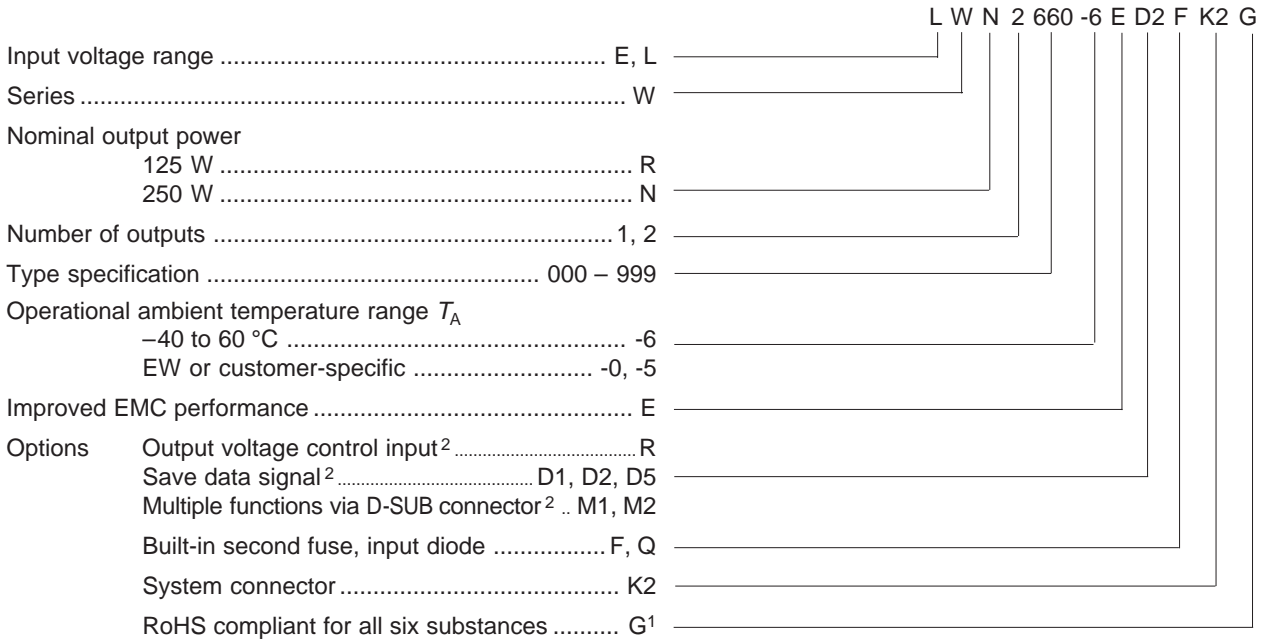 L W N 2 660 -6 E D2 F K2 G
Input voltage range .......................................................... E, L
Series .................................................................................. W
Nominal output power
125 W ............................................................... R
250 W .............................................................. N
Number of outputs ............................................................ 1, 2
Type specification .................................................. 000 – 999
Operational ambient temperature range TA
–40 to 60 °C ................................................... -6
EW or customer-specific ........................... -0, -5
Improved EMC performance ................................................ E
Options Output voltage control input 2 ....................................... R
Save data signal 2 .......................................... D1, D2, D5
Multiple functions via D-SUB connector 2 .. M1, M2
Built-in second fuse, input diode ................. F, Q
System connector ........................................... K2
RoHS compliant for all six substances .......... G1